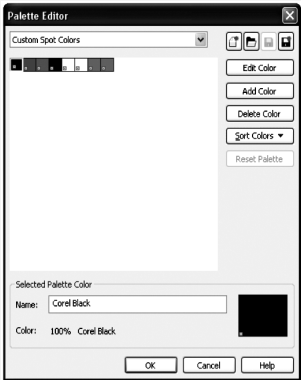 Palette Editor
Custom Spot Colors
Edit Color
Add Color
Delete Color
Sort Colors
Reset Palette
Selected Palette Color
Name: Corel Black
Color: 100% Corel Black
OK Cancel Help